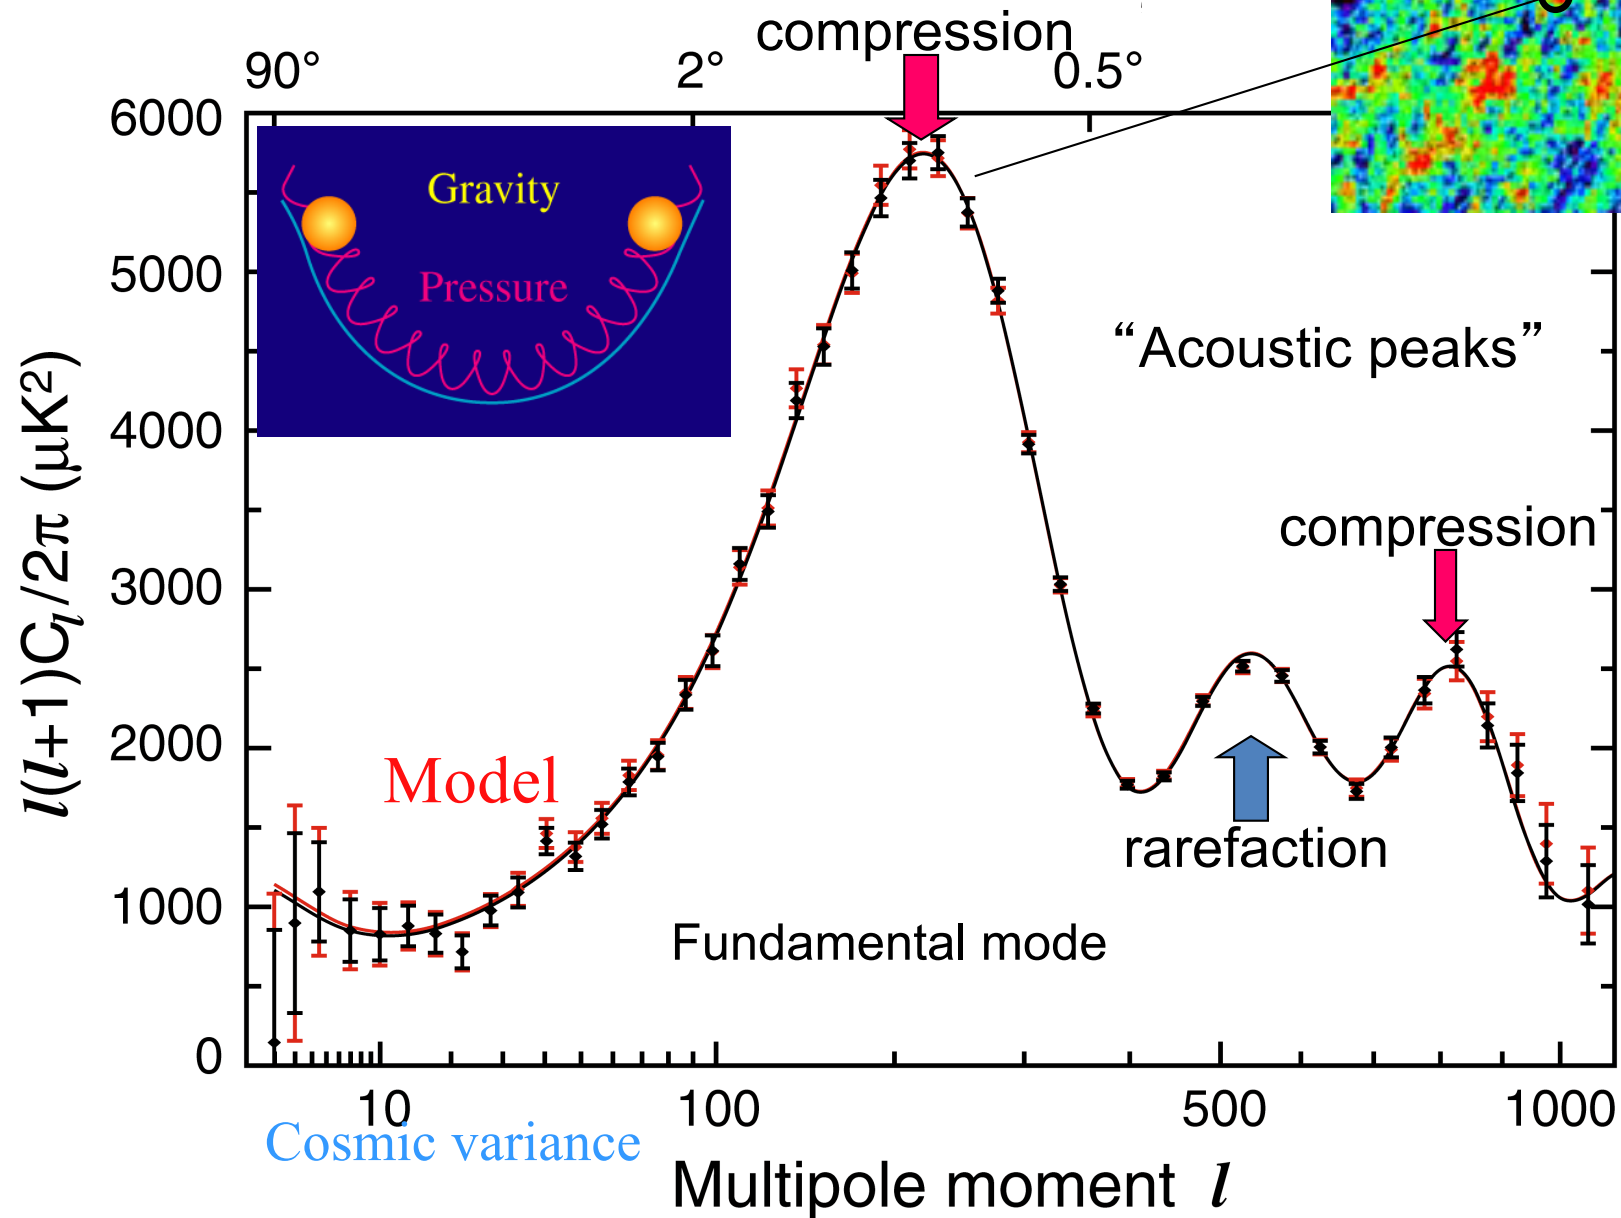 compression
90° 2° 0.5°
6000
Gravity
Pressure
5000
“Acoustic peaks”
4000
compression
3000
l(l+1)Cl/2π (μK²)
2000
Model
rarefaction
1000
Fundamental mode
0
10 100 500 1000
Cosmic variance
Multipole moment l